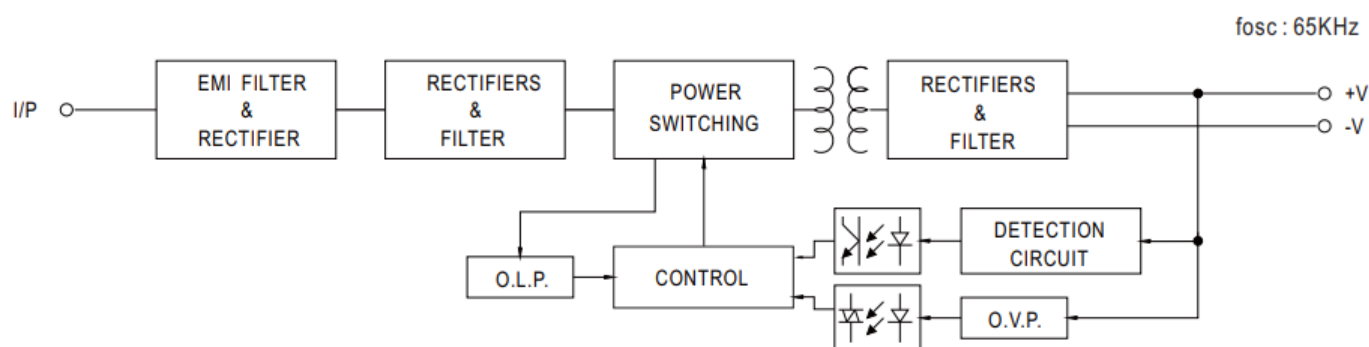 fosc : 65KHz
I/P
EMI FILTER
&
RECTIFIER
RECTIFIERS
&
FILTER
POWER
SWITCHING
RECTIFIERS
&
FILTER
+V
-V
O.L.P.
CONTROL
DETECTION
CIRCUIT
O.V.P.